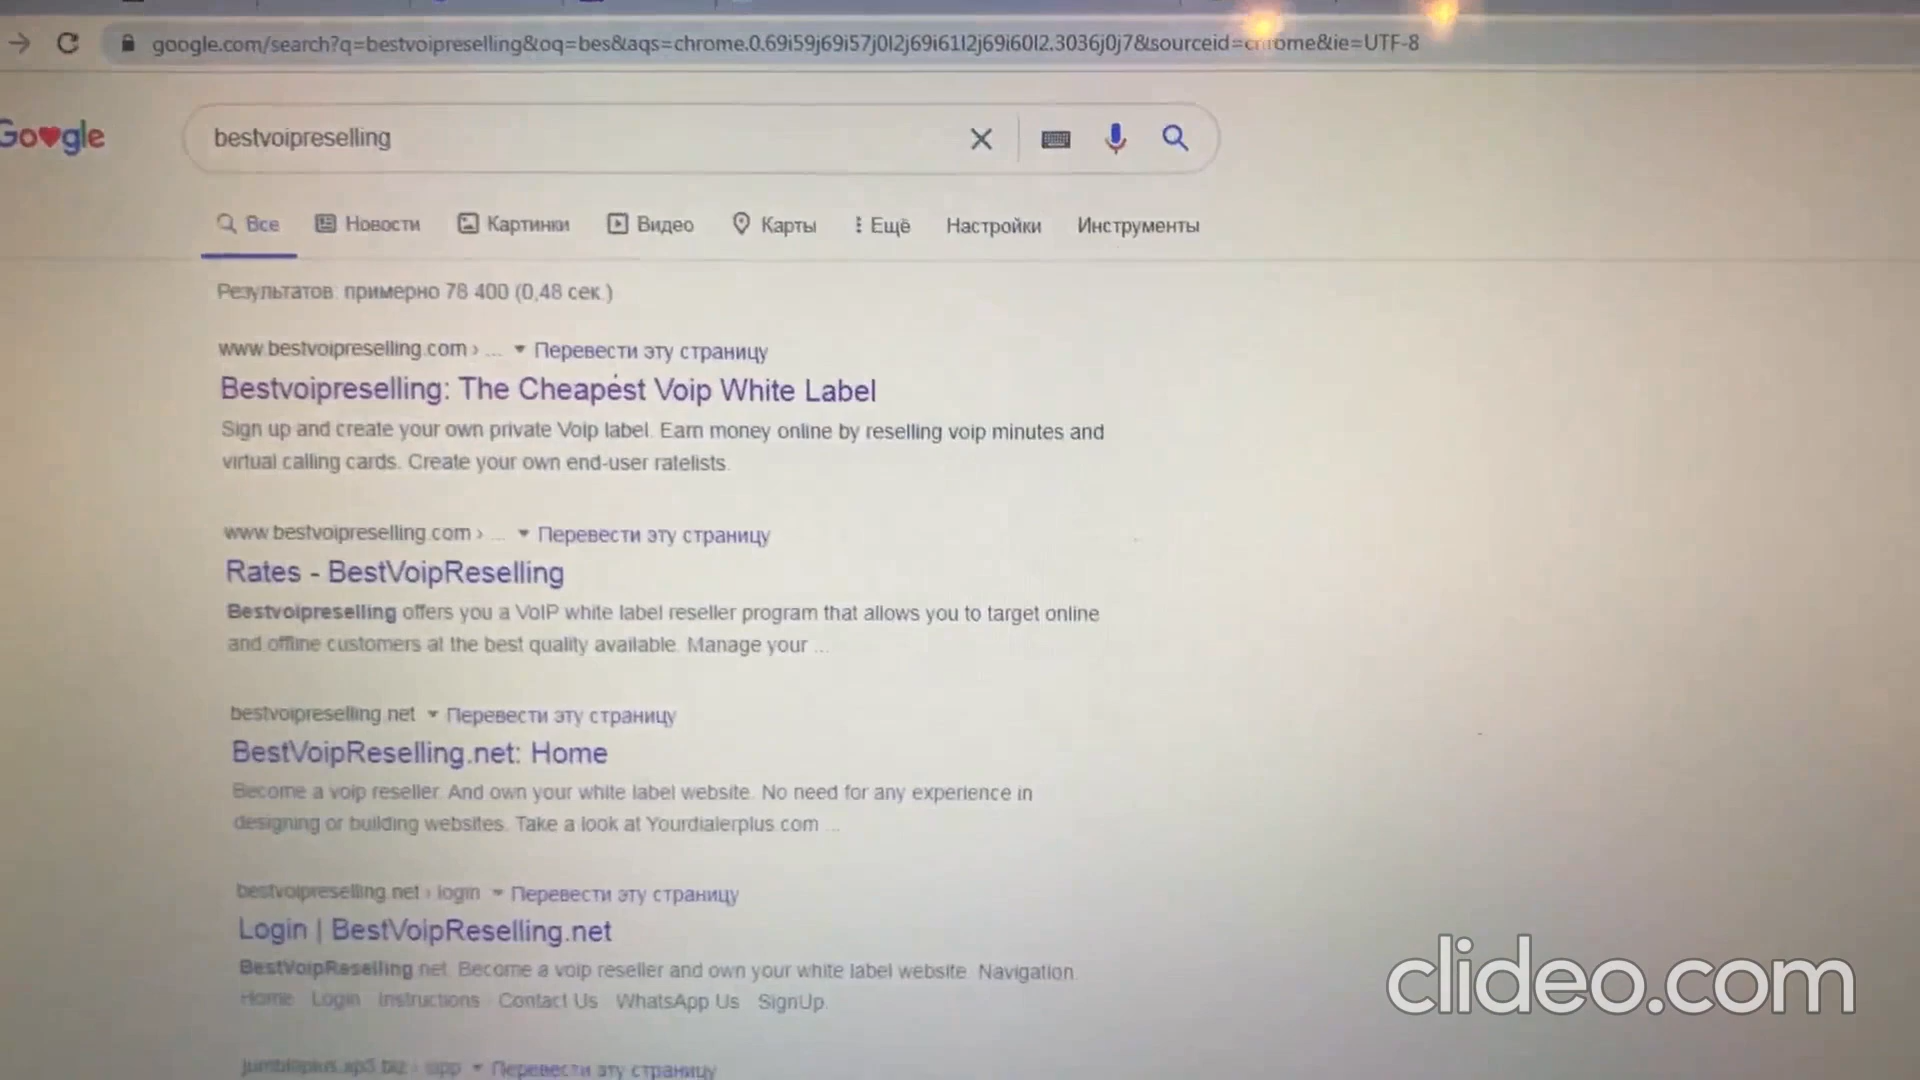 google.com/search?q=bestvoipreselling&oq=bes&aqs=chrome.0.69i59j69i57j0l2j69i61l2j69i60l2.3036j0j7&sourceid=chrome&ie=UTF-8
Google
bestvoipreselling
Все Новости Картинки Видео Карты Ещё Настройки Инструменты
Результатов: примерно 78 400 (0,48 сек.)
www.bestvoipreselling.com › ... Перевести эту страницу
Bestvoipreselling: The Cheapest Voip White Label
Sign up and create your own private Voip label. Earn money online by reselling voip minutes and
virtual calling cards. Create your own end-user ratelists.
www.bestvoipreselling.com › ... Перевести эту страницу
Rates - BestVoipReselling
Bestvoipreselling offers you a VoIP white label reseller program that allows you to target online
and offline customers at the best quality available. Manage your ...
bestvoipreselling.net Перевести эту страницу
BestVoipReselling.net: Home
Become a voip reseller. And own your white label website. No need for any experience in
designing or building websites. Take a look at Yourdialerplus.com ...
bestvoipreselling.net › login Перевести эту страницу
Login | BestVoipReselling.net
BestVoipReselling.net. Become a voip reseller and own your white label website. Navigation.
Home Login Instructions Contact Us WhatsApp Us SignUp.
Перевести эту страницу
clideo.com